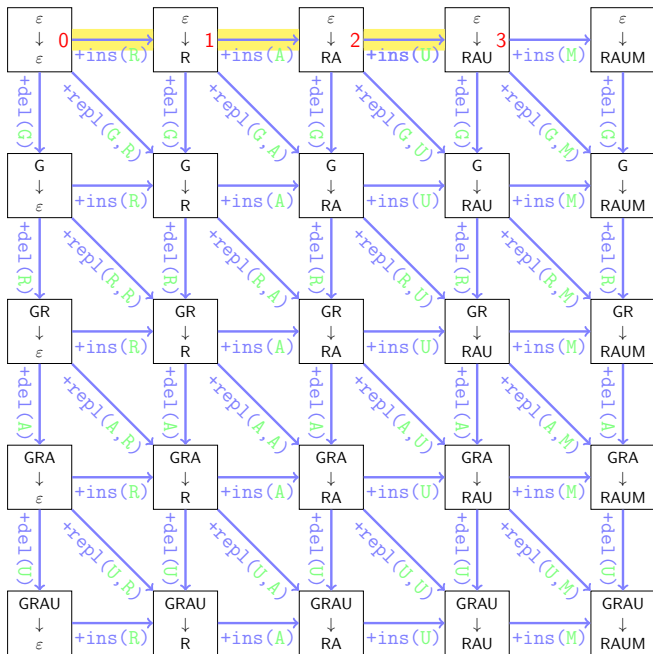 ε ε ε ε ε
↓ 0 ↓ 1 ↓ 2 ↓ 3 ↓
ε +ins(R) R +ins(A) RA +ins(U) RAU +ins(M) RAUM
+del(G) +repl(G,R) +del(G) +repl(G,A) +del(G) +repl(G,U) +del(G) +repl(G,M) +del(G)
G G G G G
↓ ↓ ↓ ↓ ↓
ε +ins(R) R +ins(A) RA +ins(U) RAU +ins(M) RAUM
+del(R) +repl(R,R) +del(R) +repl(R,A) +del(R) +repl(R,U) +del(R) +repl(R,M) +del(R)
GR GR GR GR GR
↓ ↓ ↓ ↓ ↓
ε +ins(R) R +ins(A) RA +ins(U) RAU +ins(M) RAUM
+del(A) +repl(A,R) +del(A) +repl(A,A) +del(A) +repl(A,U) +del(A) +repl(A,M) +del(A)
GRA GRA GRA GRA GRA
↓ ↓ ↓ ↓ ↓
ε +ins(R) R +ins(A) RA +ins(U) RAU +ins(M) RAUM
+del(U) +repl(U,R) +del(U) +repl(U,A) +del(U) +repl(U,U) +del(U) +repl(U,M) +del(U)
GRAU GRAU GRAU GRAU GRAU
↓ ↓ ↓ ↓ ↓
ε +ins(R) R +ins(A) RA +ins(U) RAU +ins(M) RAUM